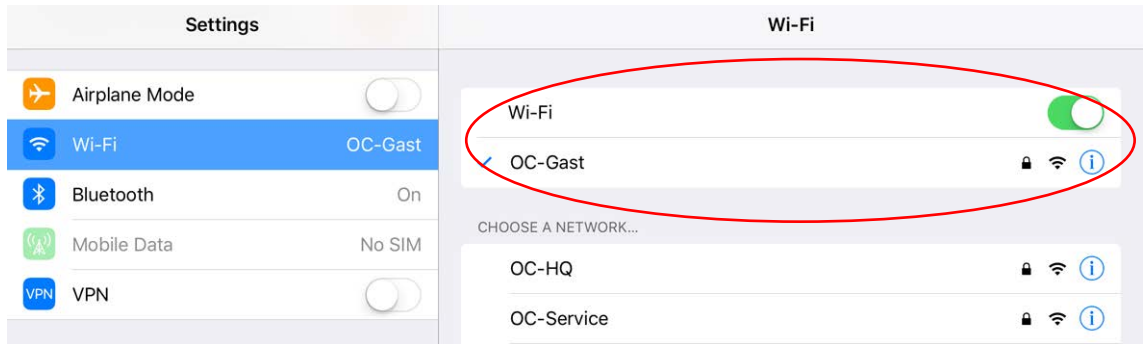 Settings
Airplane Mode
Wi-Fi OC-Gast
Bluetooth On
Mobile Data No SIM
VPN VPN
Wi-Fi
Wi-Fi
OC-Gast
CHOOSE A NETWORK...
OC-HQ
OC-Service